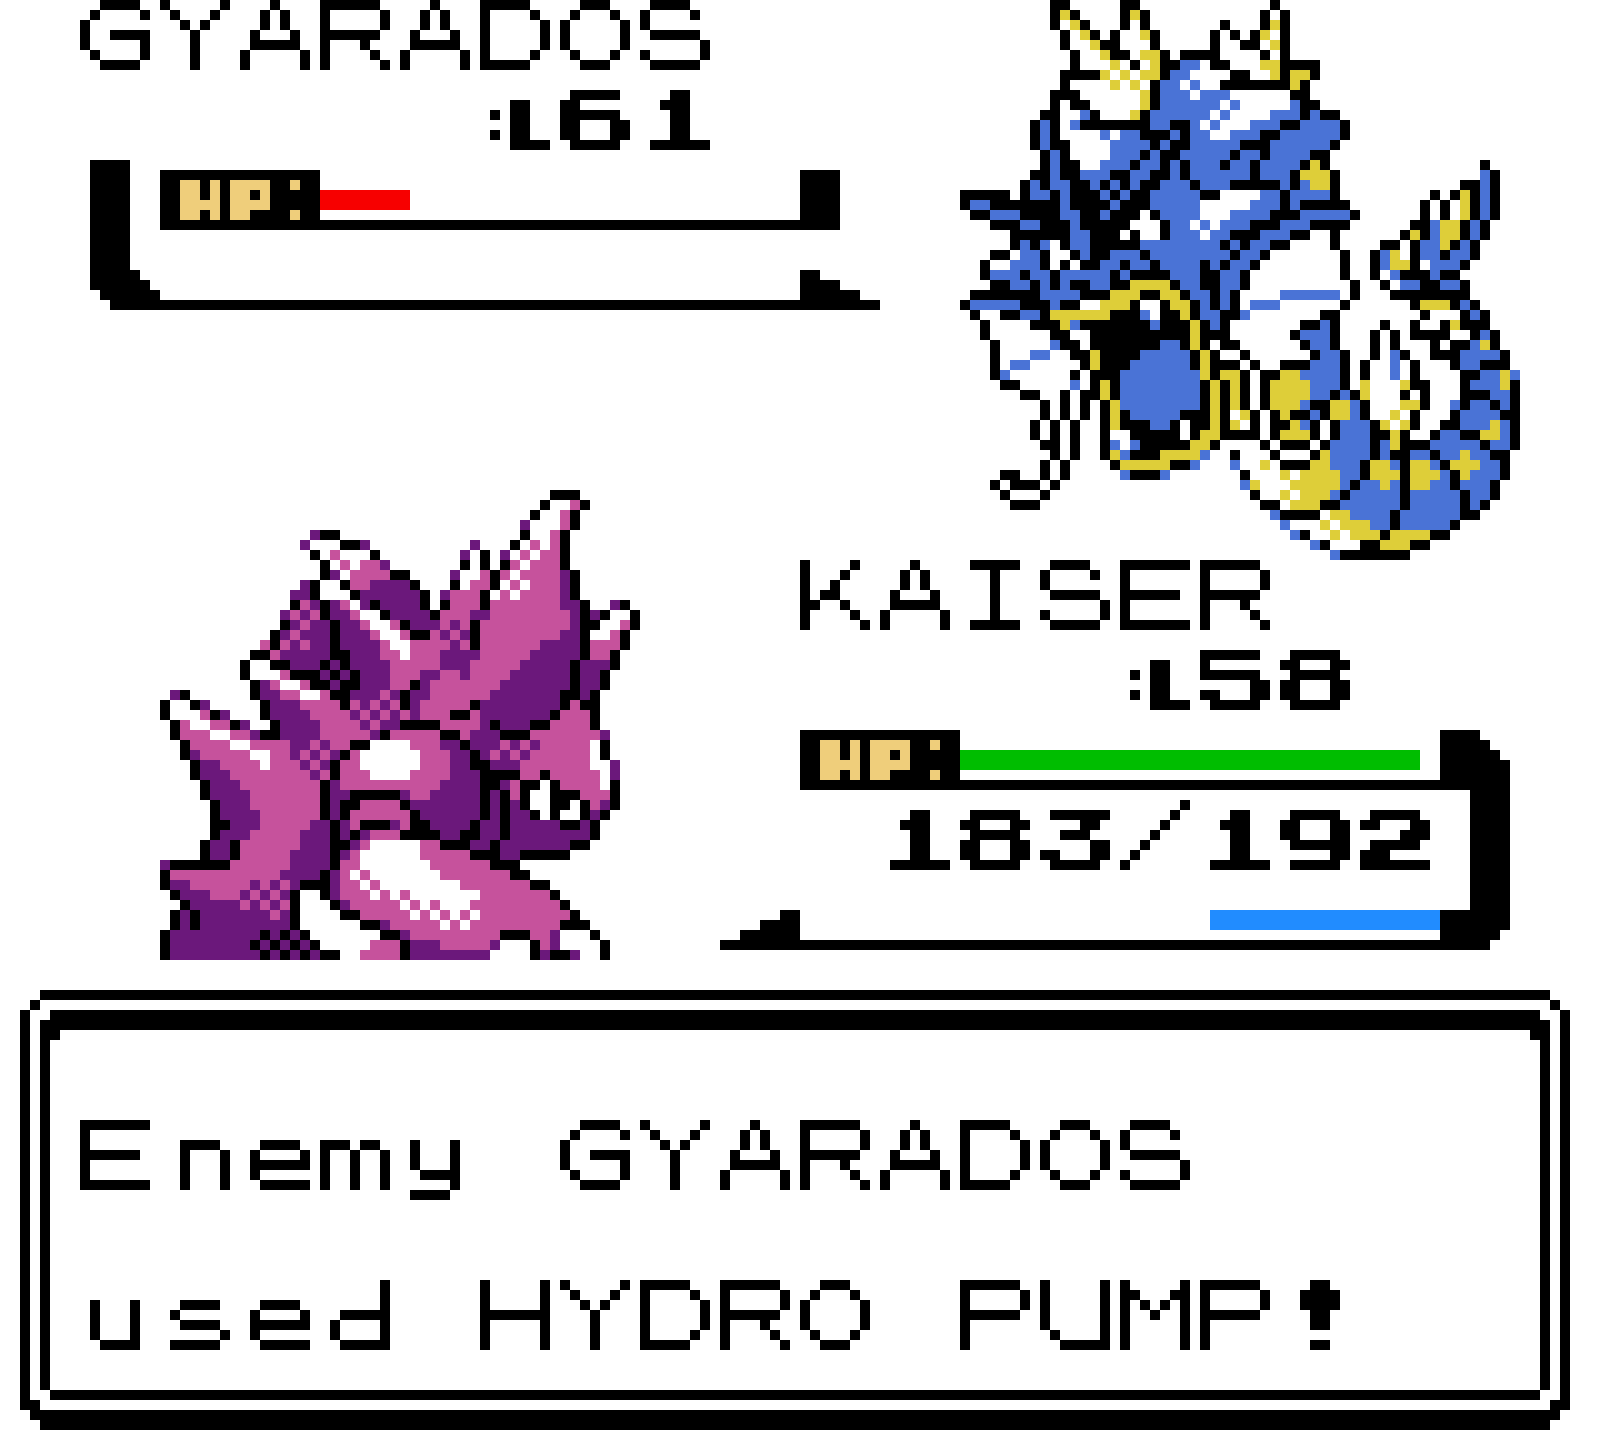 GYARADOS
:L61
HP:
KAISER
:L58
HP:
183/192
Enemy GYARADOS
used HYDRO PUMP!